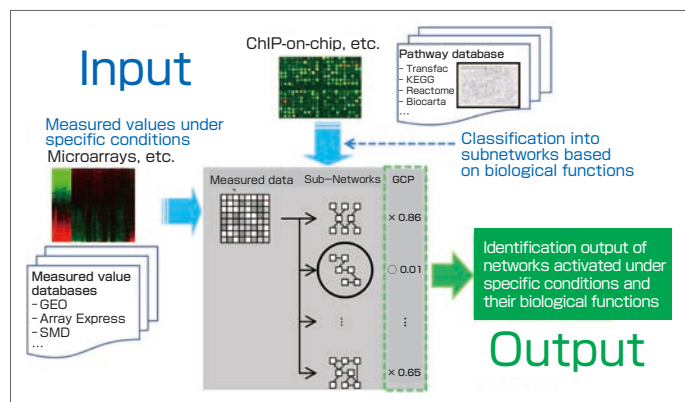 Input
ChIP-on-chip, etc.
Pathway database
- Transfac
- KEGG
- Reactome
- Biocarta
...
Measured values under
specific conditions
Microarrays, etc.
Classification into
subnetworks based
on biological functions
Measured data
Sub-Networks
GCP
× 0.86
○ 0.01
⋮
⋮
× 0.65
Measured value
databases
- GEO
- Array Express
- SMD
...
Identification output of
networks activated under
specific conditions and
their biological functions
Output